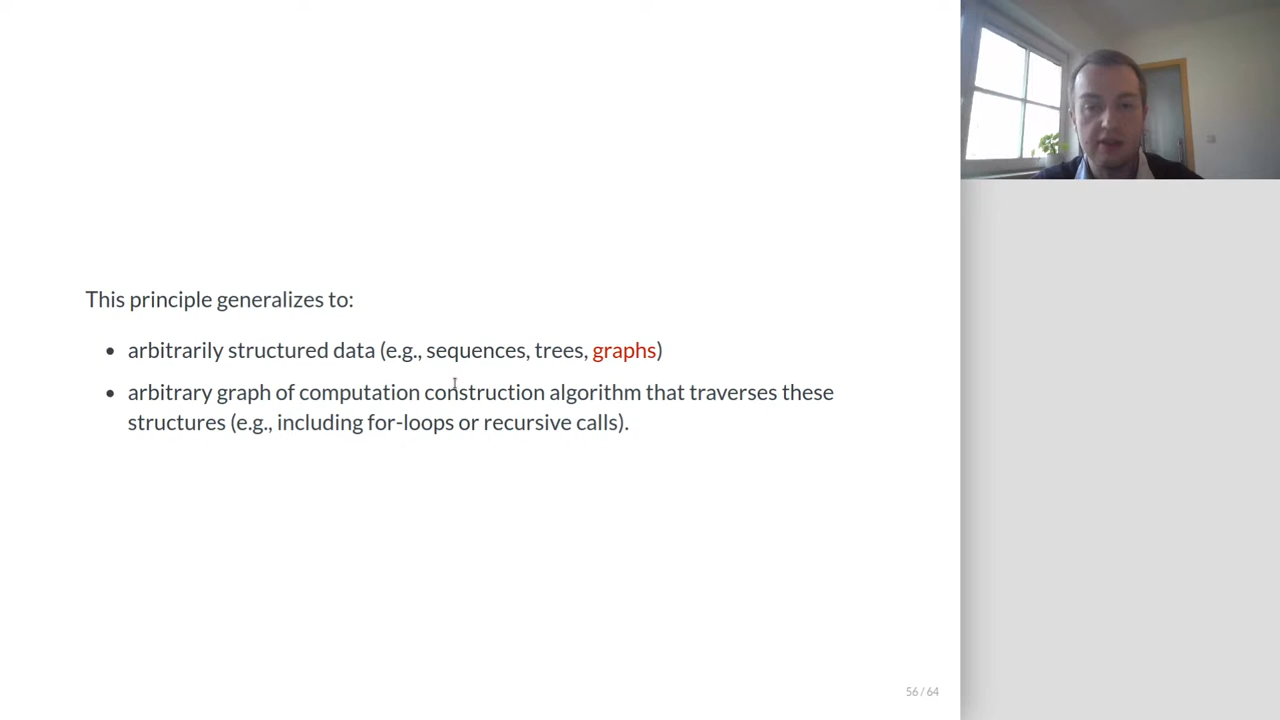 This principle generalizes to:
• arbitrarily structured data (e.g., sequences, trees, graphs)
• arbitrary graph of computation construction algorithm that traverses these
structures (e.g., including for-loops or recursive calls).
56 / 64